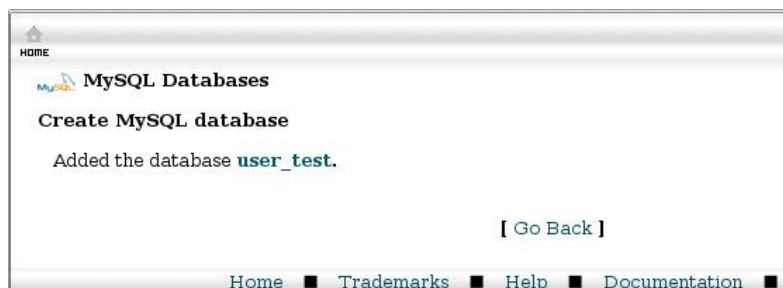 HOME
MySQL MySQL Databases
Create MySQL database
Added the database user_test.
[ Go Back ]
Home ■ Trademarks ■ Help ■ Documentation ■